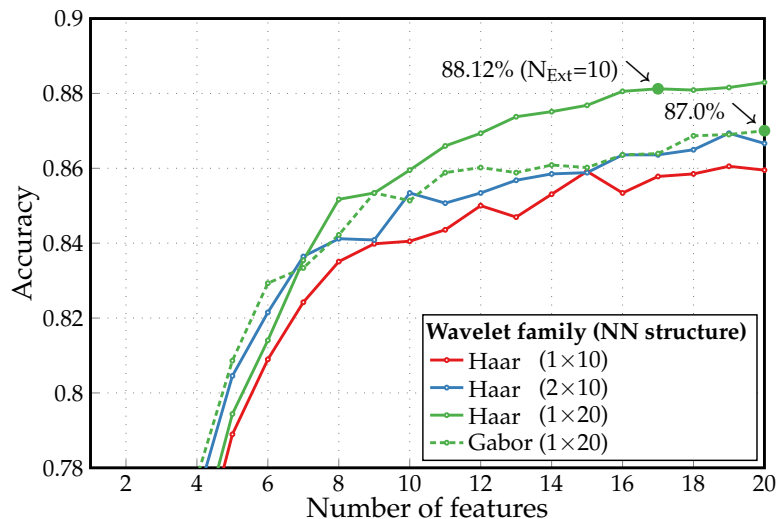 0.9
0.88
0.86
0.84
0.82
0.8
0.78
Accuracy
88.12% (N_Ext=10)
87.0%
Wavelet family (NN structure)
Haar (1×10)
Haar (2×10)
Haar (1×20)
Gabor (1×20)
2 4 6 8 10 12 14 16 18 20
Number of features